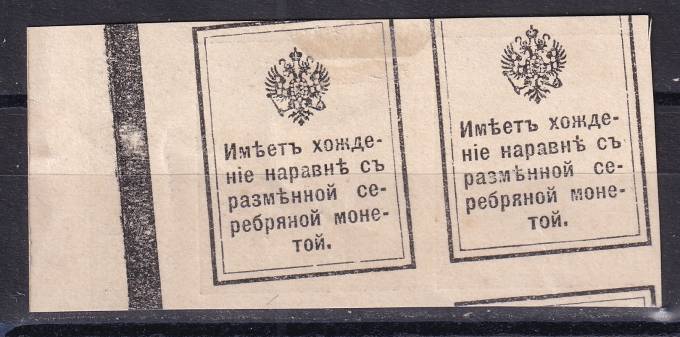 Имѣетъ хожде-
ніе наравнѣ съ
размѣнной се-
ребряной моне-
той.
Имѣетъ хожде-
ніе наравнѣ съ
размѣнной се-
ребряной моне-
той.